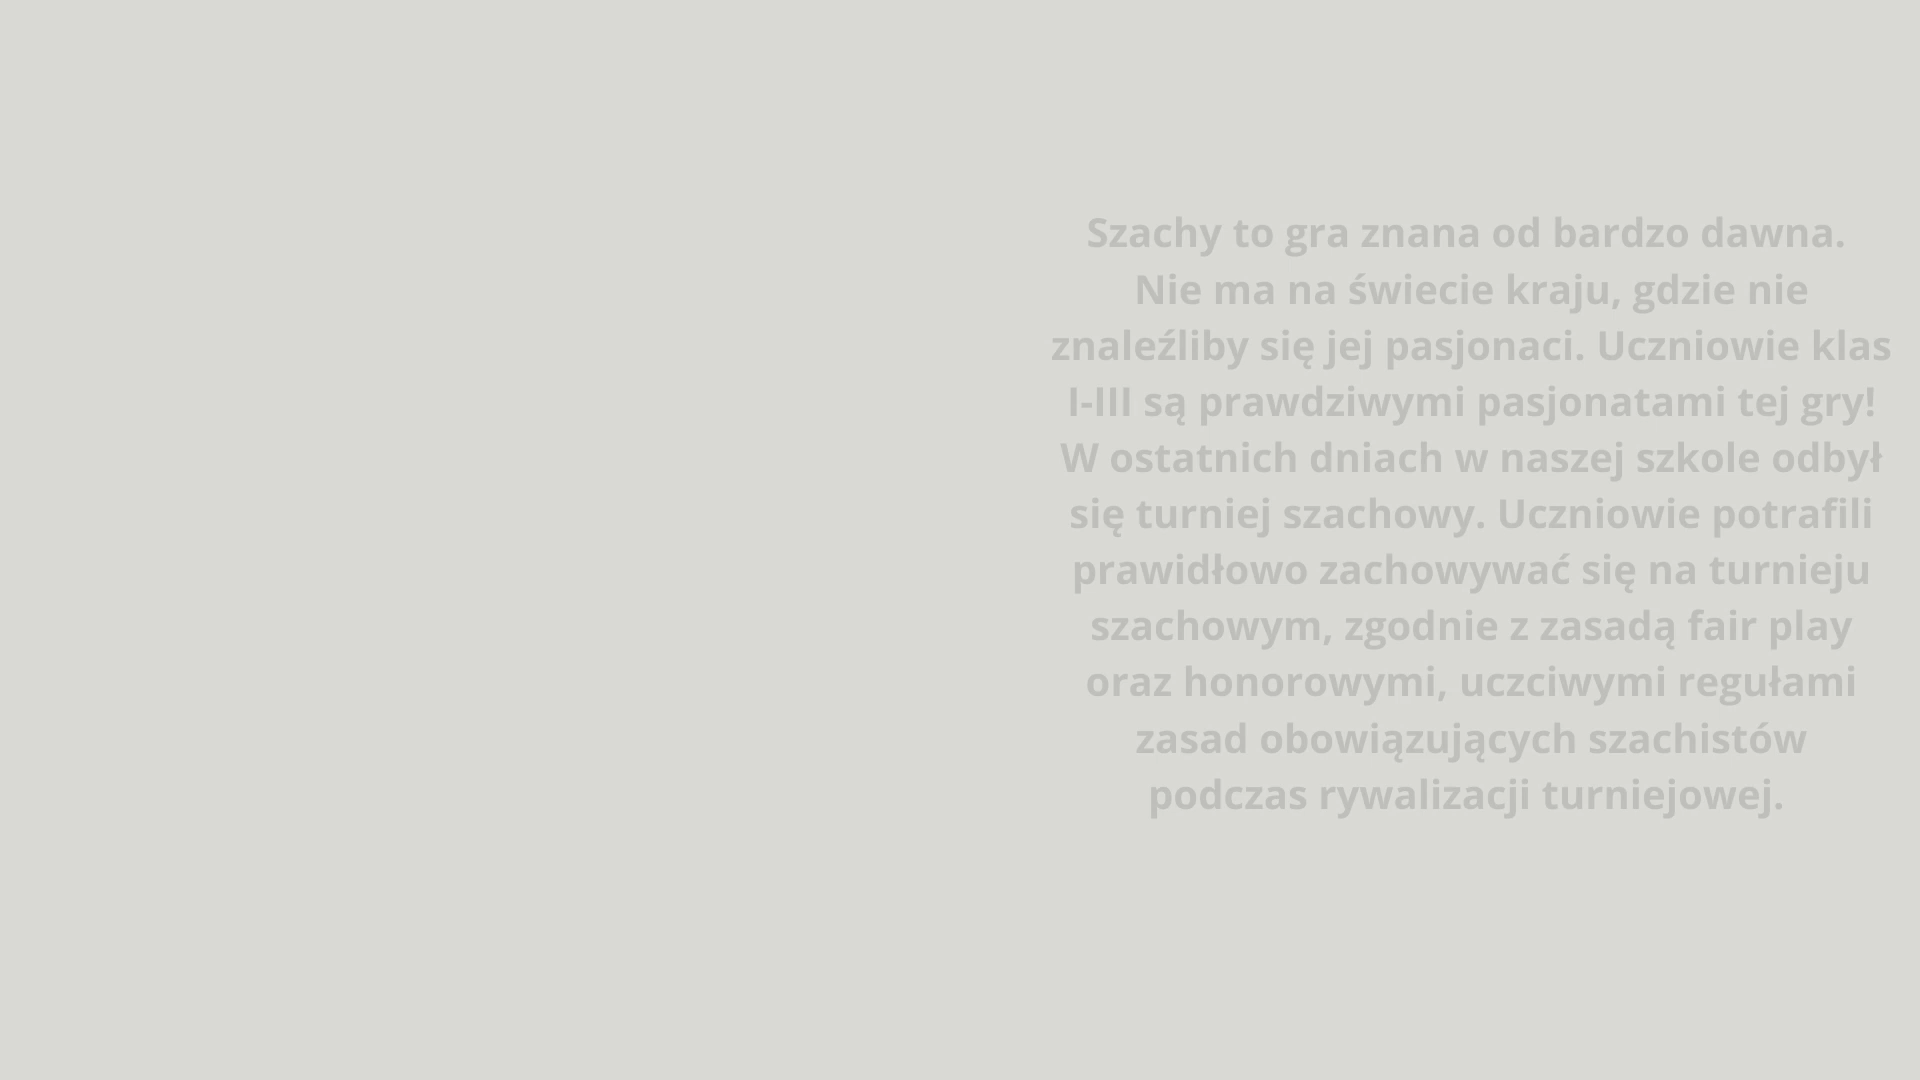 Szachy to gra znana od bardzo dawna.
Nie ma na świecie kraju, gdzie nie
znaleźliby się jej pasjonaci. Uczniowie klas
I-III są prawdziwymi pasjonatami tej gry!
W ostatnich dniach w naszej szkole odbył
się turniej szachowy. Uczniowie potrafili
prawidłowo zachowywać się na turnieju
szachowym, zgodnie z zasadą fair play
oraz honorowymi, uczciwymi regułami
zasad obowiązujących szachistów
podczas rywalizacji turniejowej.